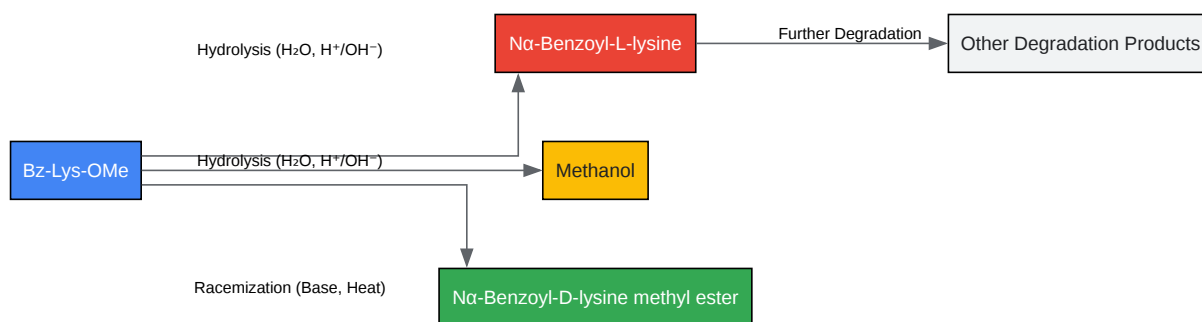 Hydrolysis (H₂O, H⁺/OH⁻)
Nα-Benzoyl-L-lysine
Further Degradation
Other Degradation Products
Bz-Lys-OMe
Hydrolysis (H₂O, H⁺/OH⁻)
Methanol
Racemization (Base, Heat)
Nα-Benzoyl-D-lysine methyl ester